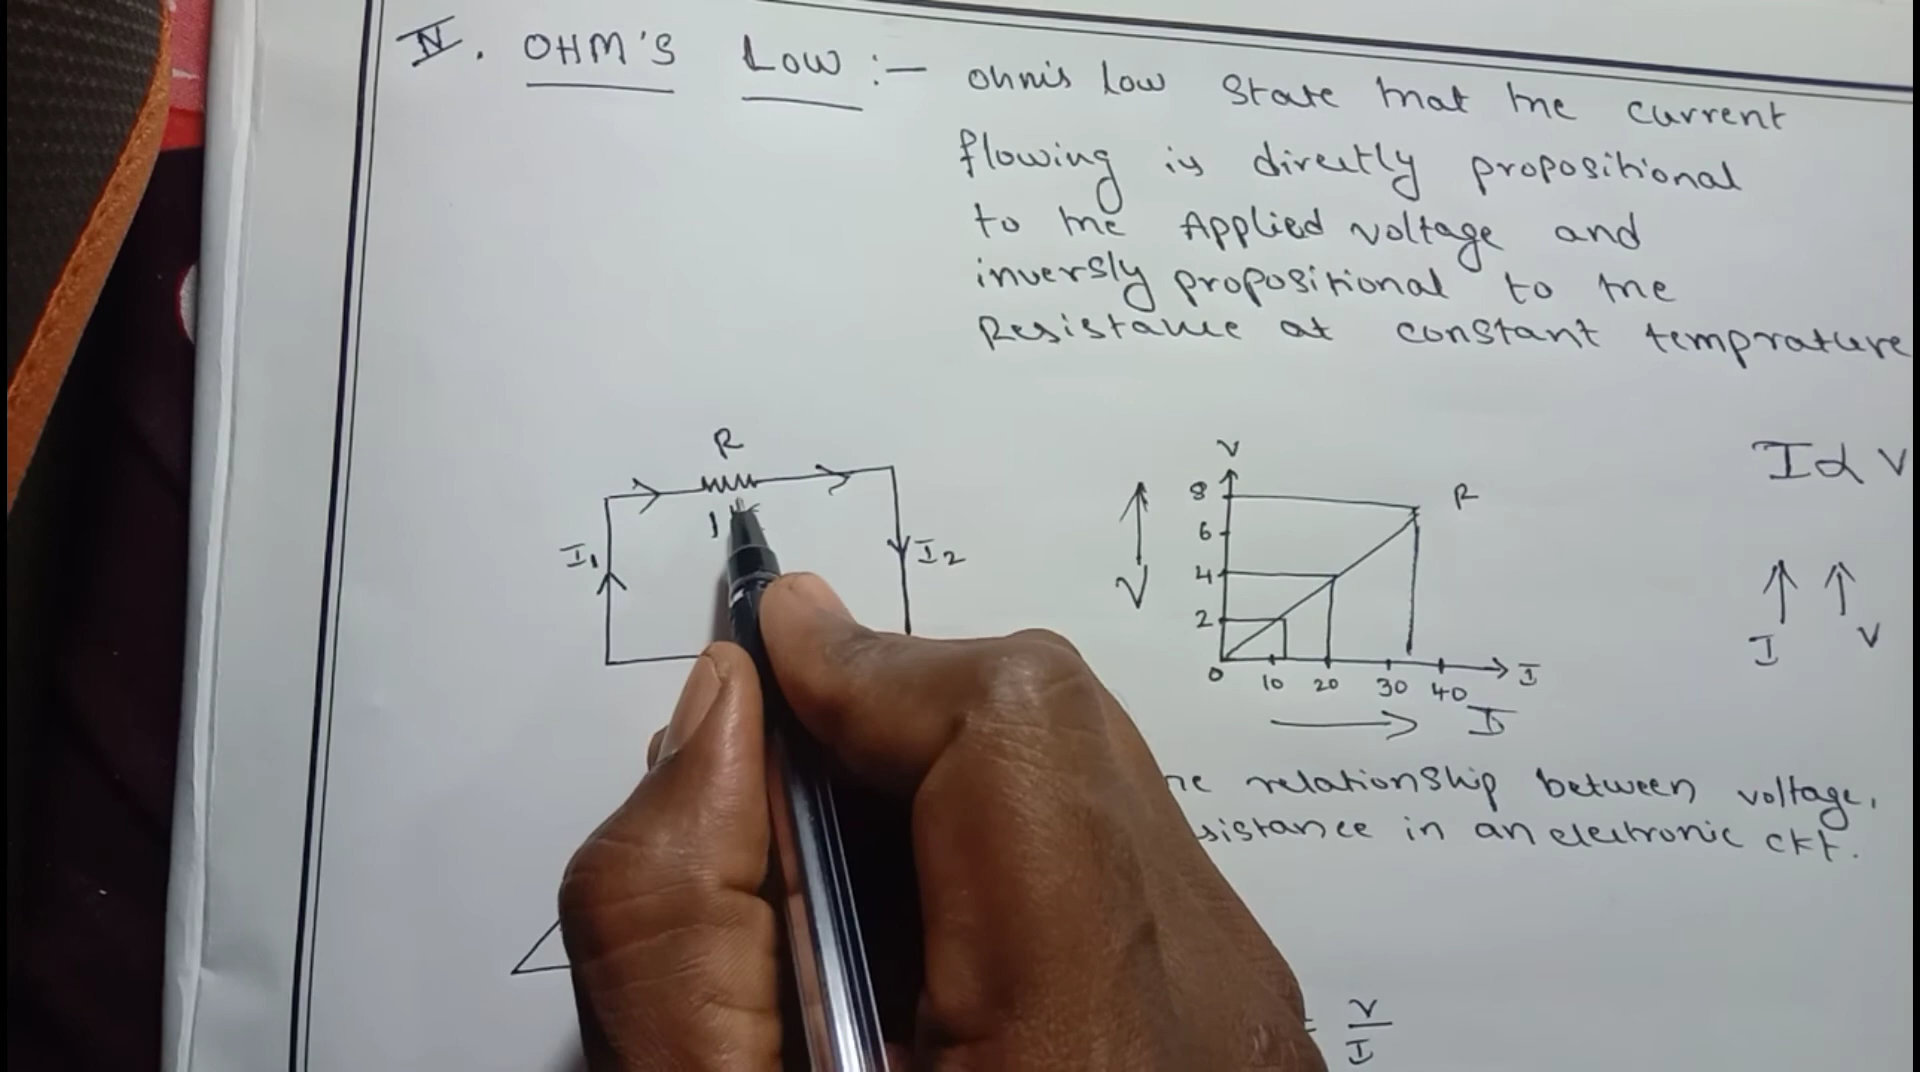 IV. OHM'S Low :- ohm's low state that the current
flowing is directly propositional
to the Applied voltage and
inversly propositional to the
Resistance at constant temprature
R
I1
I2
V
8
6
4
2
0
10 20 30 40
I
R
V
I
I α V
I V
relationship between voltage,
sistance in an electronic ckt.
= V
I